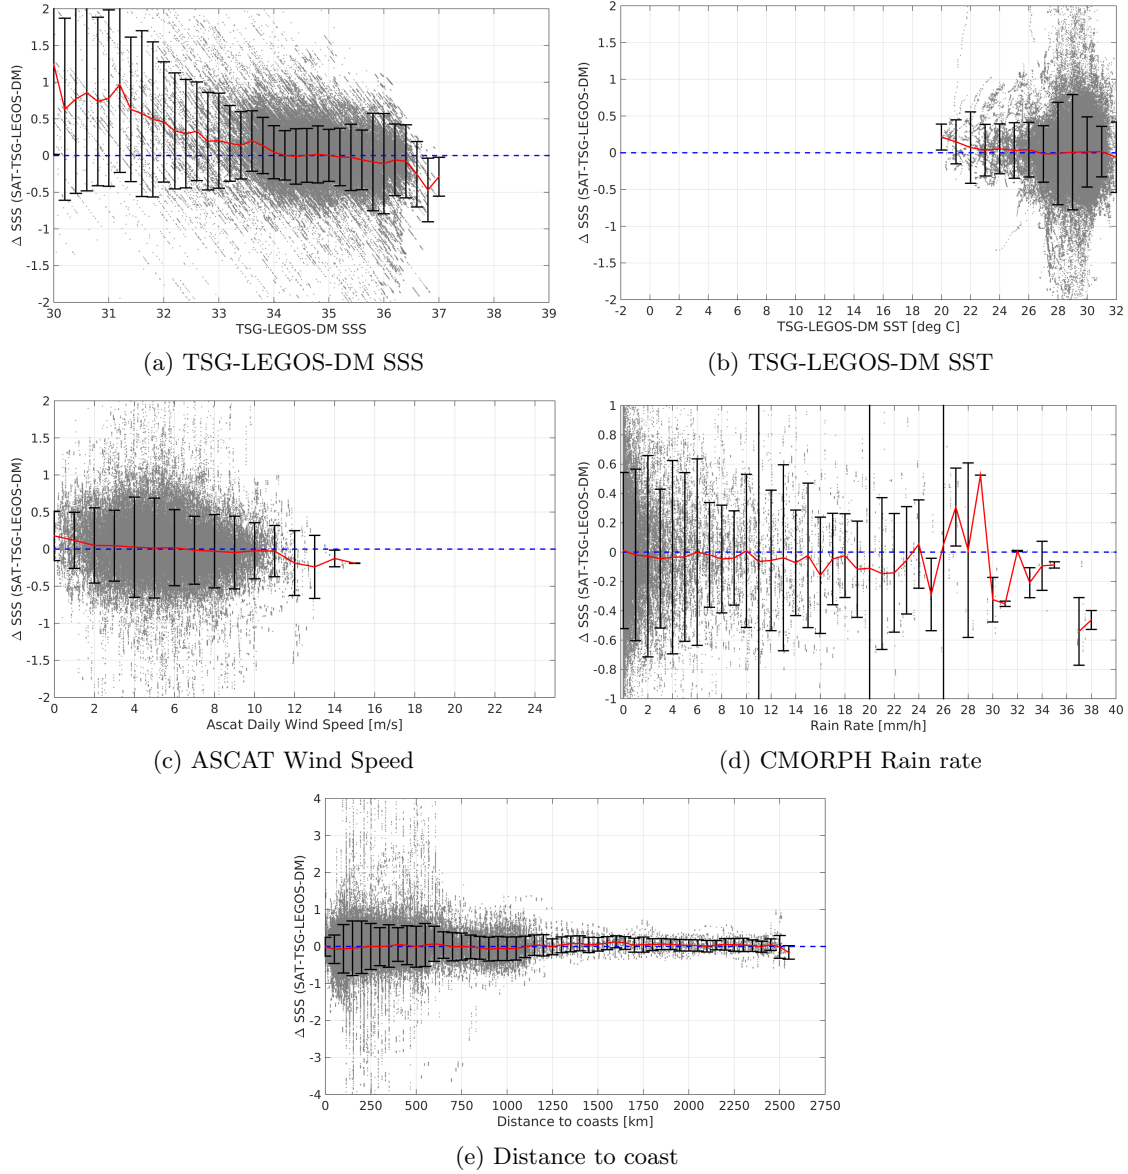 2
1.5
1
0.5
0
-0.5
-1
-1.5
-2
Δ SSS (SAT-TSG-LEGOS-DM)
30 31 32 33 34 35 36 37 38 39
TSG-LEGOS-DM SSS
(a) TSG-LEGOS-DM SSS
2
1.5
1
0.5
0
-0.5
-1
-1.5
-2
Δ SSS (SAT-TSG-LEGOS-DM)
-2 0 2 4 6 8 10 12 14 16 18 20 22 24 26 28 30 32
TSG-LEGOS-DM SST [deg C]
(b) TSG-LEGOS-DM SST
2
1.5
1
0.5
0
-0.5
-1
-1.5
-2
Δ SSS (SAT-TSG-LEGOS-DM)
0 2 4 6 8 10 12 14 16 18 20 22 24
Ascat Daily Wind Speed [m/s]
(c) ASCAT Wind Speed
1
0.8
0.6
0.4
0.2
0
-0.2
-0.4
-0.6
-0.8
-1
Δ SSS (SAT-TSG-LEGOS-DM)
0 2 4 6 8 10 12 14 16 18 20 22 24 26 28 30 32 34 36 38 40
Rain Rate [mm/h]
(d) CMORPH Rain rate
4
3
2
1
0
-1
-2
-3
-4
Δ SSS (SAT-TSG-LEGOS-DM)
0 250 500 750 1000 1250 1500 1750 2000 2250 2500 2750
Distance to coasts [km]
(e) Distance to coast